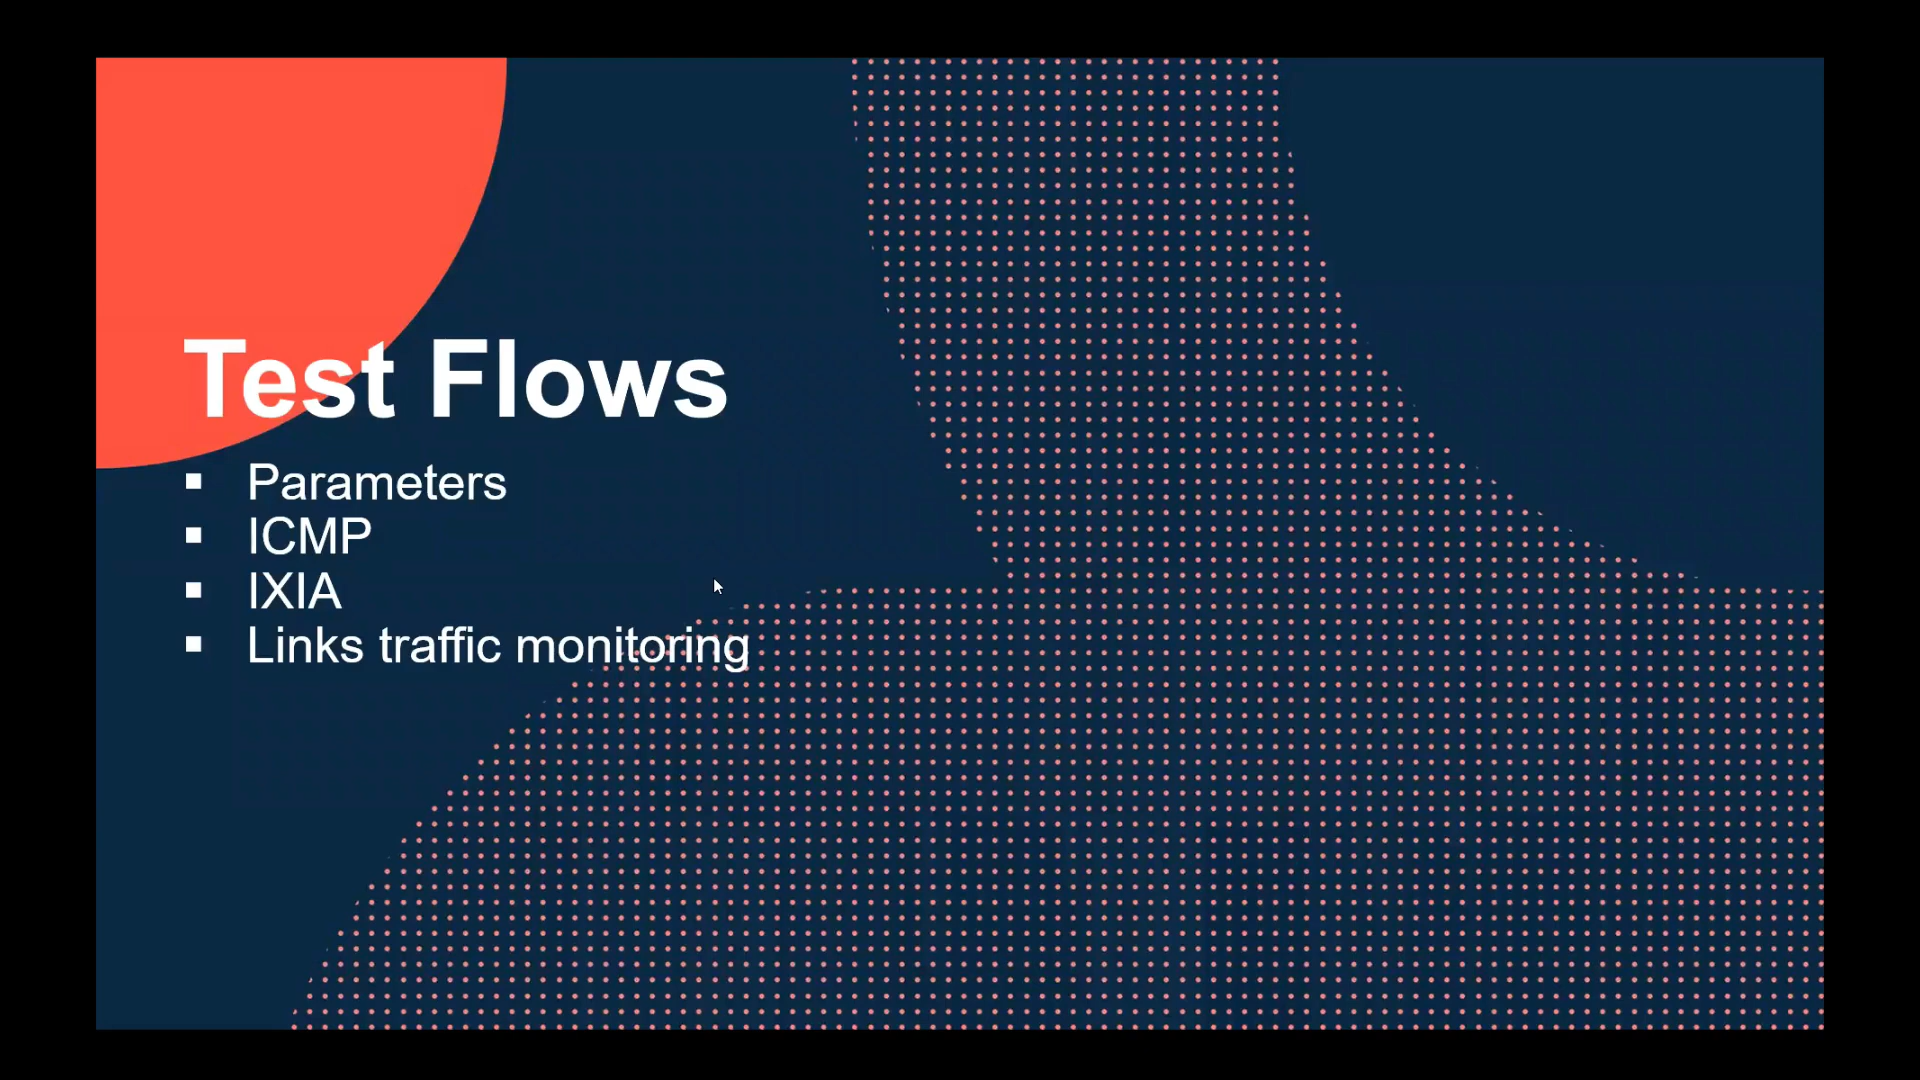 Test Flows
▪ Parameters
▪ ICMP
▪ IXIA
▪ Links traffic monitoring